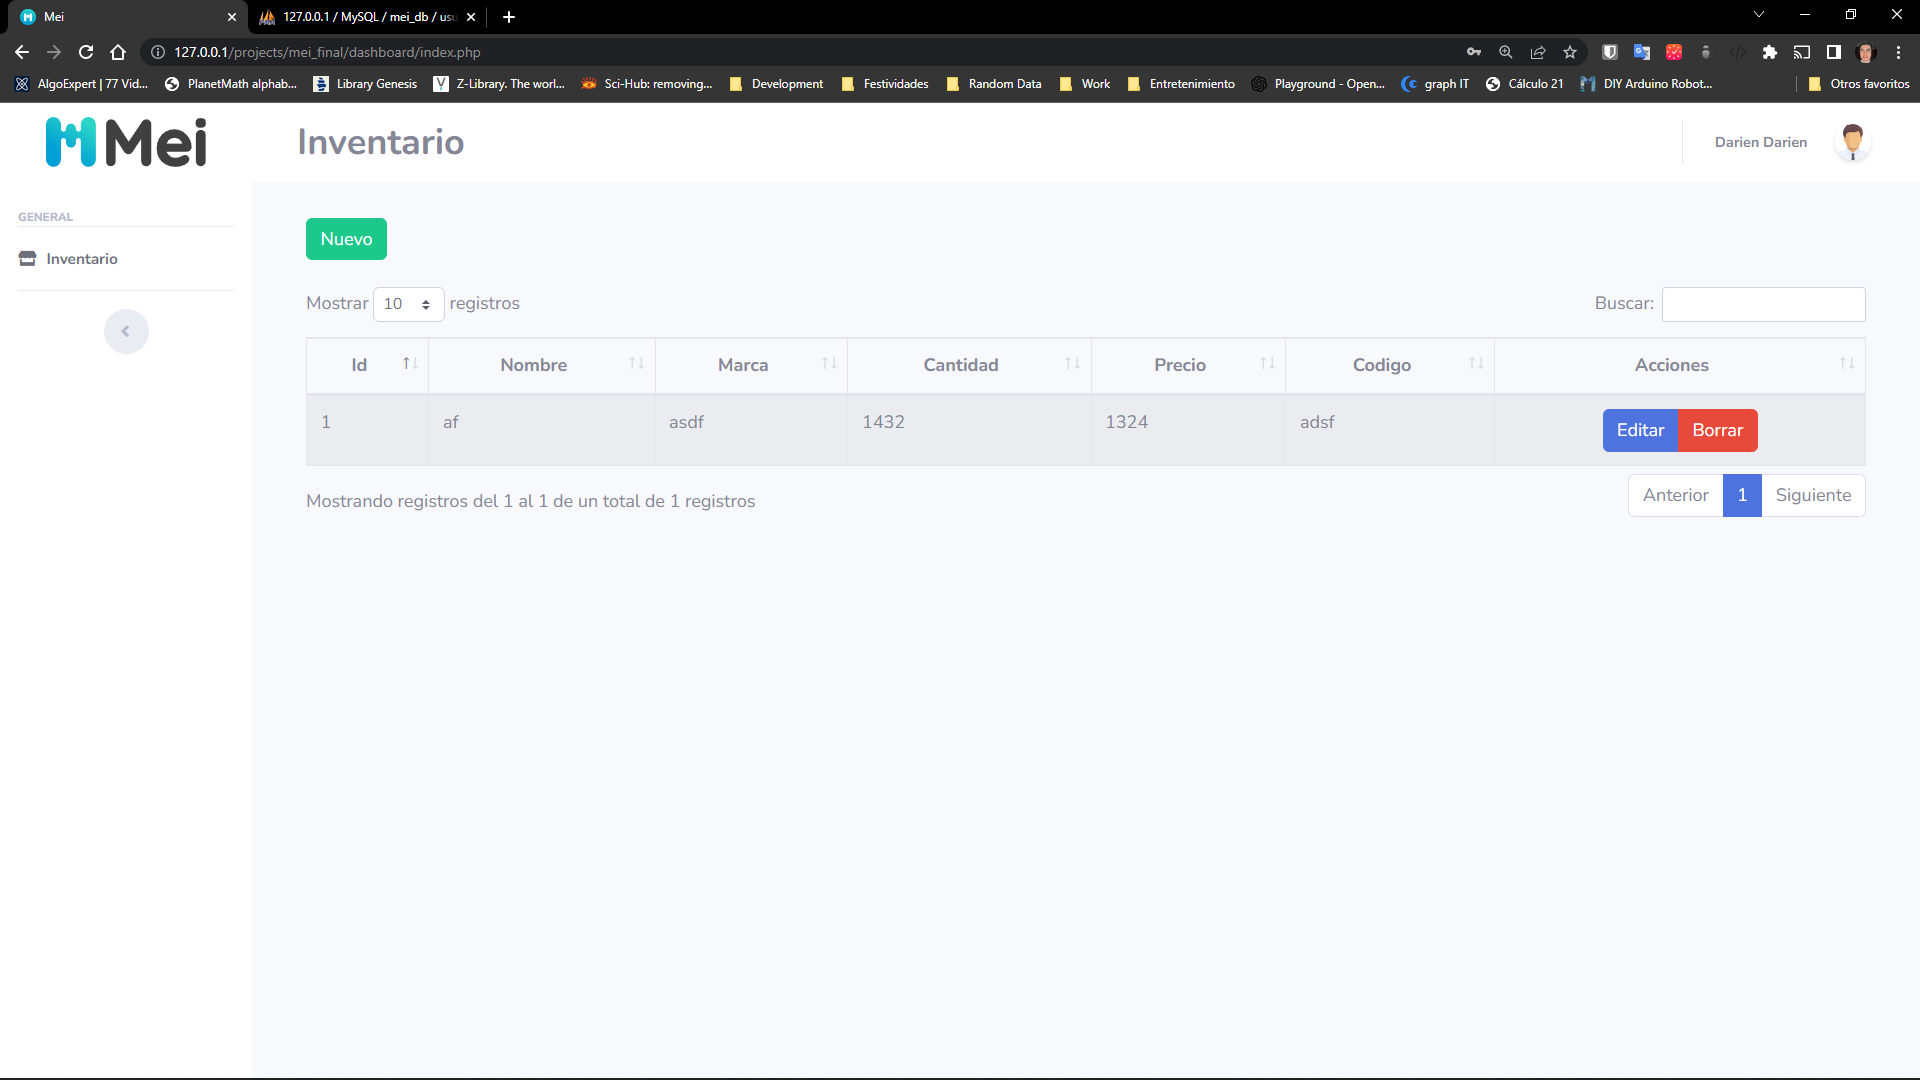 Mei
127.0.0.1 / MySQL / mei_db / usu
127.0.0.1/projects/mei_final/dashboard/index.php
AlgoExpert | 77 Vid... PlanetMath alphab... Library Genesis Z-Library. The worl... Sci-Hub: removing... Development Festividades Random Data Work Entretenimiento Playground - Open... graph IT Cálculo 21 DIY Arduino Robot... Otros favoritos
Mei
Inventario
Darien Darien
GENERAL
Inventario
Nuevo
Mostrar 10 registros
Buscar:
Id Nombre Marca Cantidad Precio Codigo Acciones
1 af asdf 1432 1324 adsf Editar Borrar
Mostrando registros del 1 al 1 de un total de 1 registros
Anterior 1 Siguiente